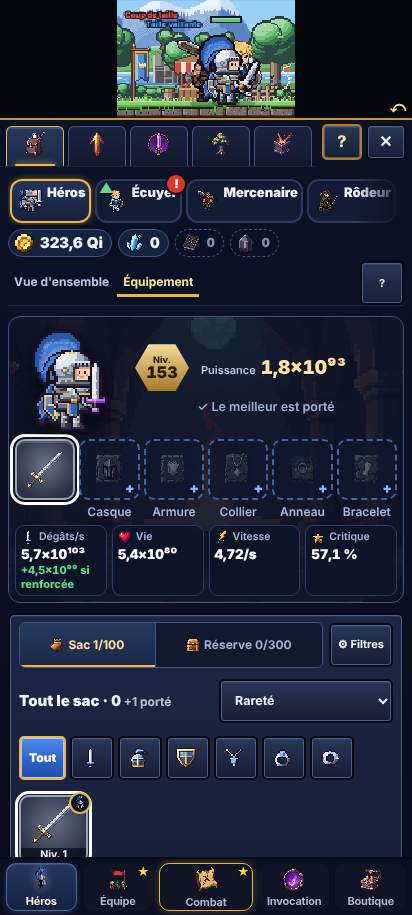 Coup de taille
Taille vaillante
?
✕
Héros
Écuyer
!
Mercenaire
Rôdeur
323,6 Qi
0
0
0
Vue d'ensemble
Équipement
?
Niv.
153
Puissance 1,8×10⁹³
✓ Le meilleur est porté
+
+
+
+
+
Casque
Armure
Collier
Anneau
Bracelet
Dégâts/s
5,7×10¹⁰³
+4,5×10⁹⁹ si
renforcée
Vie
5,4×10⁸⁰
Vitesse
4,72/s
Critique
57,1 %
Sac 1/100
Réserve 0/300
⚙ Filtres
Tout le sac · 0 +1 porté
Rareté
Tout
Niv. 1
Héros
Équipe
Combat
Invocation
Boutique